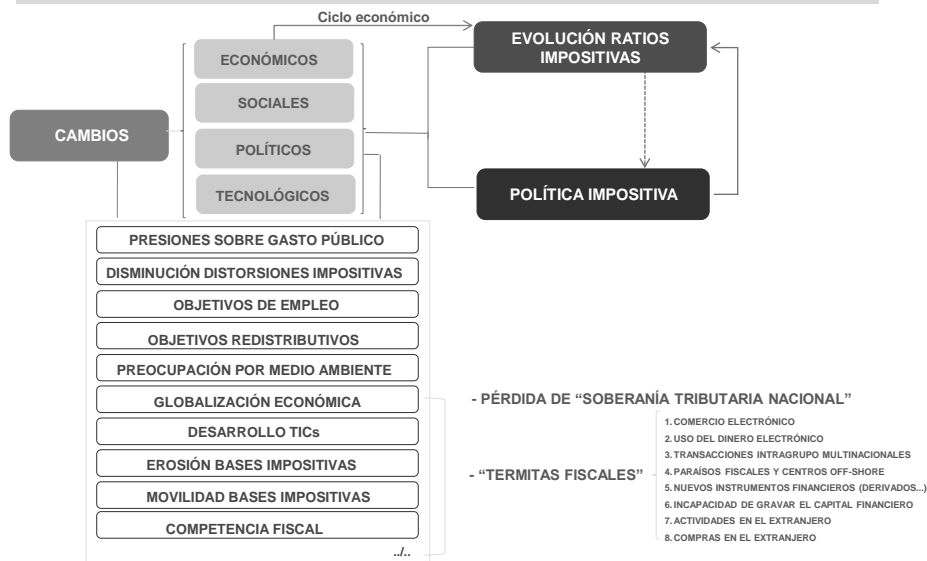 Ciclo económico
CAMBIOS
ECONÓMICOS
SOCIALES
POLÍTICOS
TECNOLÓGICOS
EVOLUCIÓN RATIOS
IMPOSITIVAS
POLÍTICA IMPOSITIVA
PRESIONES SOBRE GASTO PÚBLICO
DISMINUCIÓN DISTORSIONES IMPOSITIVAS
OBJETIVOS DE EMPLEO
OBJETIVOS REDISTRIBUTIVOS
PREOCUPACIÓN POR MEDIO AMBIENTE
GLOBALIZACIÓN ECONÓMICA
DESARROLLO TICs
EROSIÓN BASES IMPOSITIVAS
MOVILIDAD BASES IMPOSITIVAS
COMPETENCIA FISCAL
../..
- PÉRDIDA DE “SOBERANÍA TRIBUTARIA NACIONAL”
- “TERMITAS FISCALES”
1. COMERCIO ELECTRÓNICO
2. USO DEL DINERO ELECTRÓNICO
3. TRANSACCIONES INTRAGRUPO MULTINACIONALES
4. PARAÍSOS FISCALES Y CENTROS OFF-SHORE
5. NUEVOS INSTRUMENTOS FINANCIEROS (DERIVADOS...)
6. INCAPACIDAD DE GRAVAR EL CAPITAL FINANCIERO
7. ACTIVIDADES EN EL EXTRANJERO
8. COMPRAS EN EL EXTRANJERO